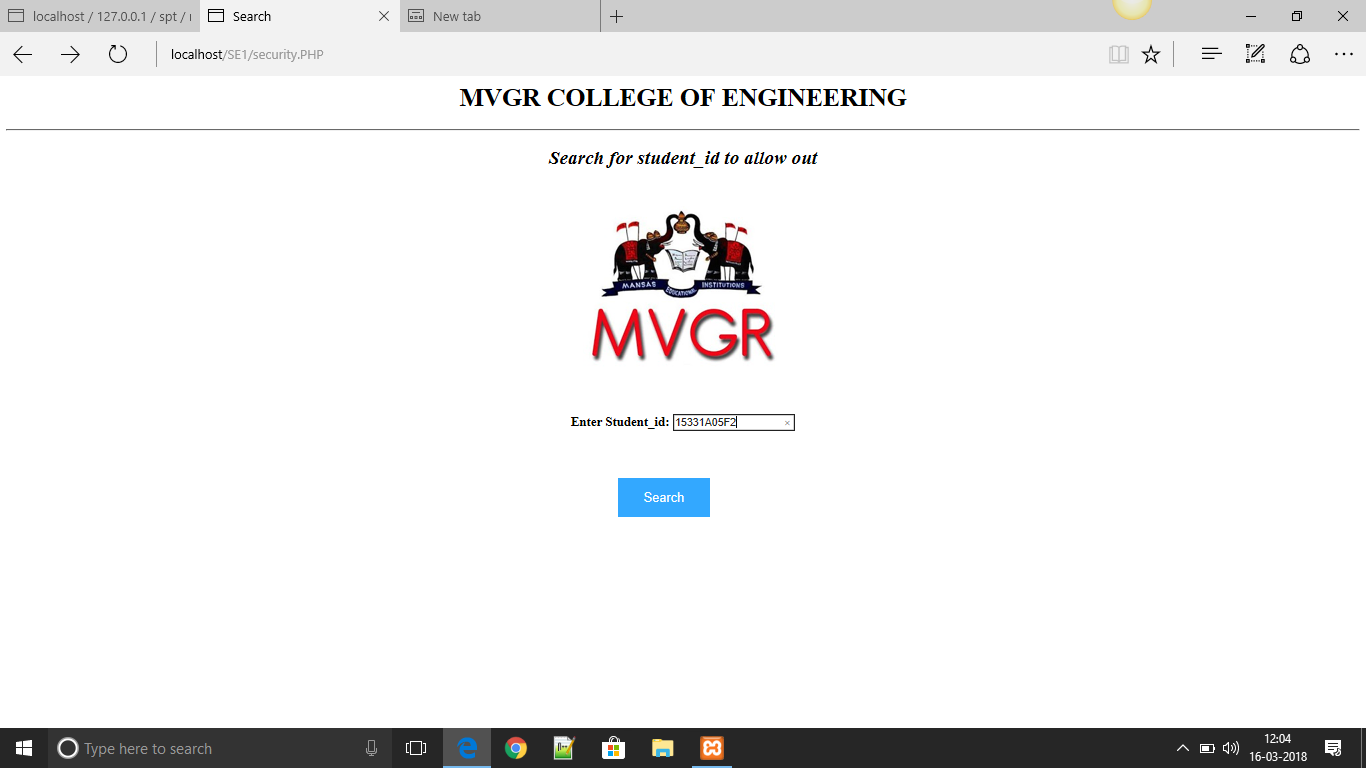 localhost / 127.0.0.1 / spt / r
Search
New tab
localhost/SE1/security.PHP
MVGR COLLEGE OF ENGINEERING
Search for student_id to allow out
MANSAS EDUCATIONAL INSTITUTIONS
MVGR
Enter Student_id: 15331A05F2
Search
Type here to search
12:04
16-03-2018